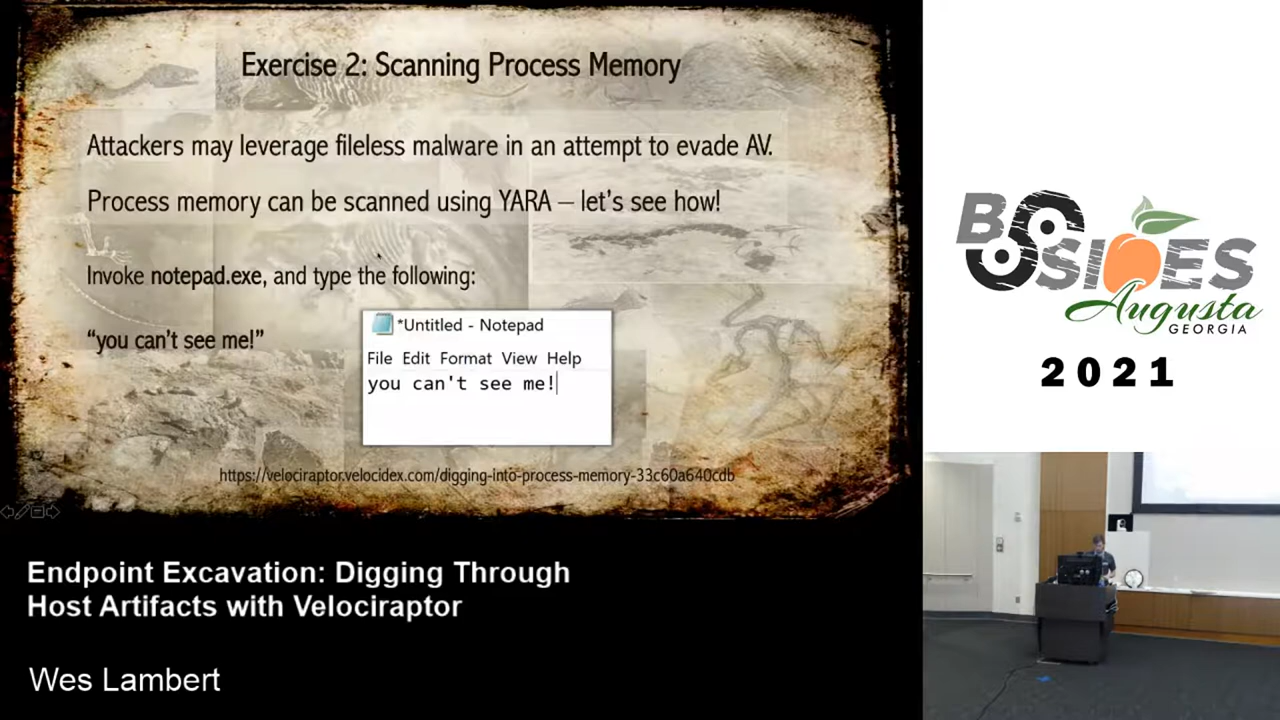 Exercise 2: Scanning Process Memory
Attackers may leverage fileless malware in an attempt to evade AV.
Process memory can be scanned using YARA – let's see how!
Invoke notepad.exe, and type the following:
“you can't see me!”
*Untitled - Notepad
File Edit Format View Help
you can't see me!
https://velociraptor.velocidex.com/digging-into-process-memory-33c60a640cdb
BSIDES
Augusta
GEORGIA
2021
Endpoint Excavation: Digging Through
Host Artifacts with Velociraptor
Wes Lambert